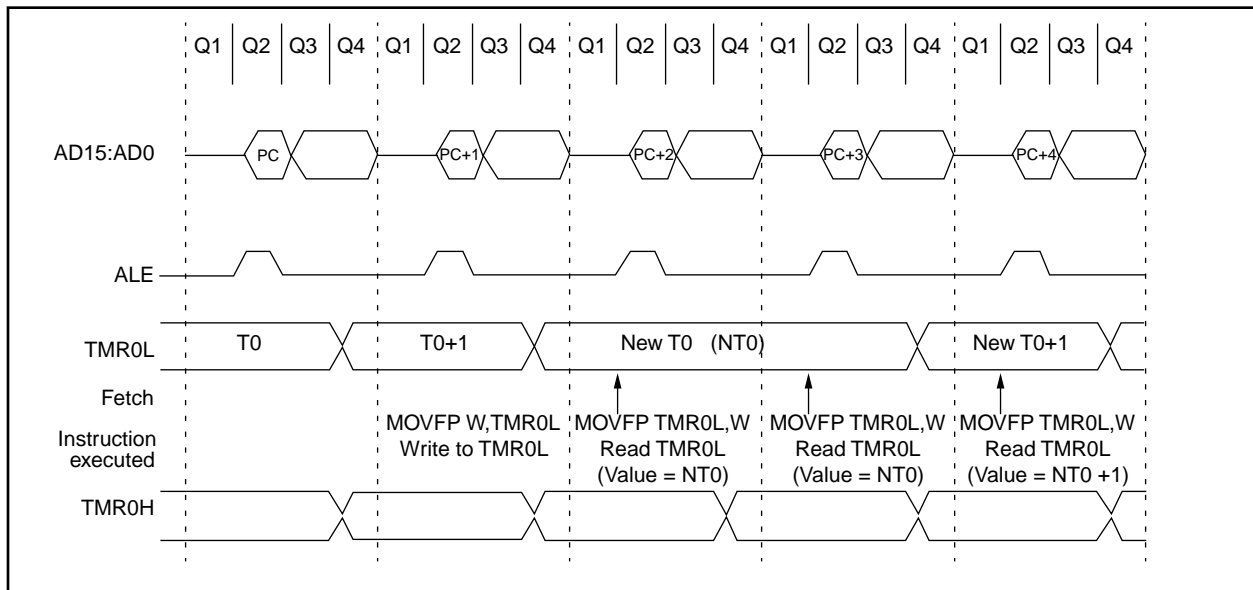 Q1 Q2 Q3 Q4 Q1 Q2 Q3 Q4 Q1 Q2 Q3 Q4 Q1 Q2 Q3 Q4 Q1 Q2 Q3 Q4
AD15:AD0 PC PC+1 PC+2 PC+3 PC+4
ALE
TMR0L T0 T0+1 New T0 (NT0) New T0+1
Fetch
Instruction executed
MOVFP W,TMR0L
Write to TMR0L
MOVFP TMR0L,W
Read TMR0L
(Value = NT0)
MOVFP TMR0L,W
Read TMR0L
(Value = NT0)
MOVFP TMR0L,W
Read TMR0L
(Value = NT0 +1)
TMR0H